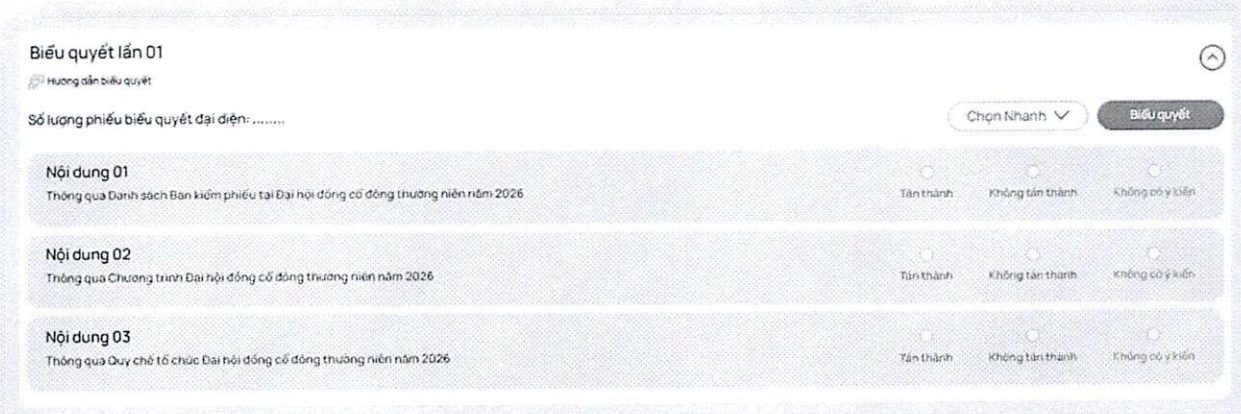 Biểu quyết lần 01
Hướng dẫn biểu quyết
Số lượng phiếu biểu quyết đại diện: ........
Chọn Nhanh
Biểu quyết
Nội dung 01
Thông qua Danh sách Ban kiểm phiếu tại Đại hội đồng cổ đông thường niên năm 2026
Tán thành Không tán thành Không có ý kiến
Nội dung 02
Thông qua Chương trình Đại hội đồng cổ đông thường niên năm 2026
Tán thành Không tán thành Không có ý kiến
Nội dung 03
Thông qua Quy chế tổ chức Đại hội đồng cổ đông thường niên năm 2026
Tán thành Không tán thành Không có ý kiến